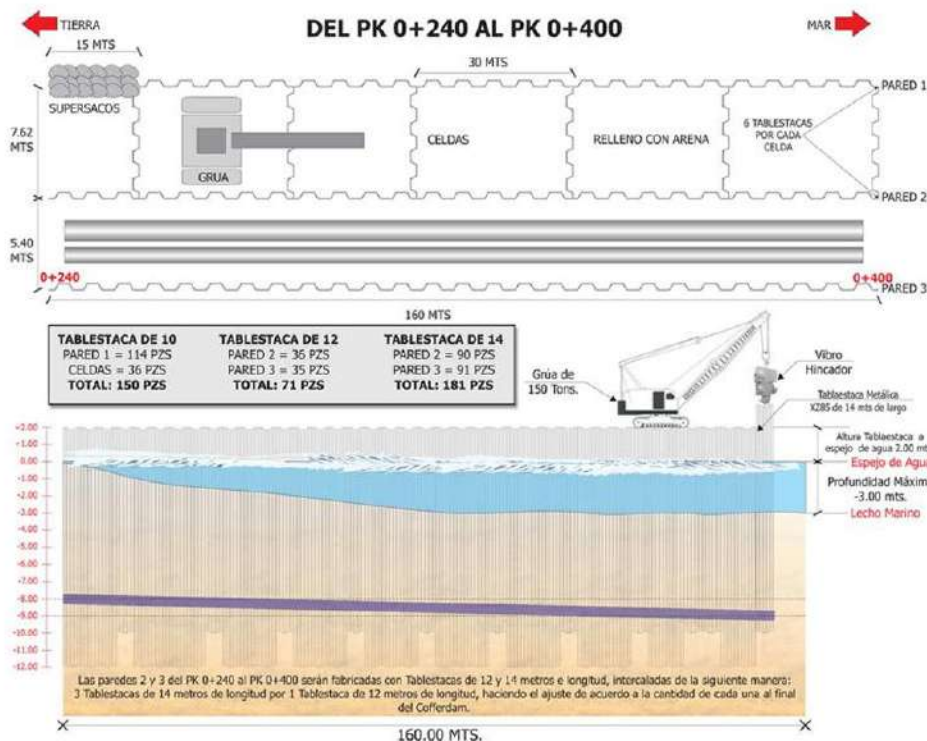 TIERRA
DEL PK 0+240 AL PK 0+400
MAR
15 MTS
30 MTS
PARED 1
SUPERSACOS
7.62
MTS
6 TABLESTACAS
POR CADA
CELDA
CELDAS
RELLENO CON ARENA
GRUA
PARED 2
5.40
MTS
0+240
0+400
PARED 3
160 MTS
TABLESTACA DE 10
PARED 1 = 114 PZS
CELDAS = 36 PZS
TOTAL: 150 PZS
TABLESTACA DE 12
PARED 2 = 36 PZS
PARED 3 = 35 PZS
TOTAL: 71 PZS
TABLESTACA DE 14
PARED 2 = 90 PZS
PARED 3 = 91 PZS
TOTAL: 181 PZS
Grúa de
150 Tons.
Vibro
Hincador
Tablaestaca Metálica
XZ85 de 14 mts de largo
+2.00
+1.00
0.00
-1.00
-2.00
-3.00
-4.00
-5.00
-6.00
-7.00
-8.00
-9.00
-10.00
-11.00
-12.00
Altura Tablaestaca a
espejo de agua 2.00 mt
Espejo de Agua
Profundidad Máxim
-3.00 mts.
Lecho Marino
Las paredes 2 y 3 del PK 0+240 al PK 0+400 serán fabricadas con Tablestacas de 12 y 14 metros e longitud, intercaladas de la siguiente manera:
3 Tablestacas de 14 metros de longitud por 1 Tablestaca de 12 metros de longitud, haciendo el ajuste de acuerdo a la cantidad de cada una al final
del Cofferdam.
160.00 MTS.